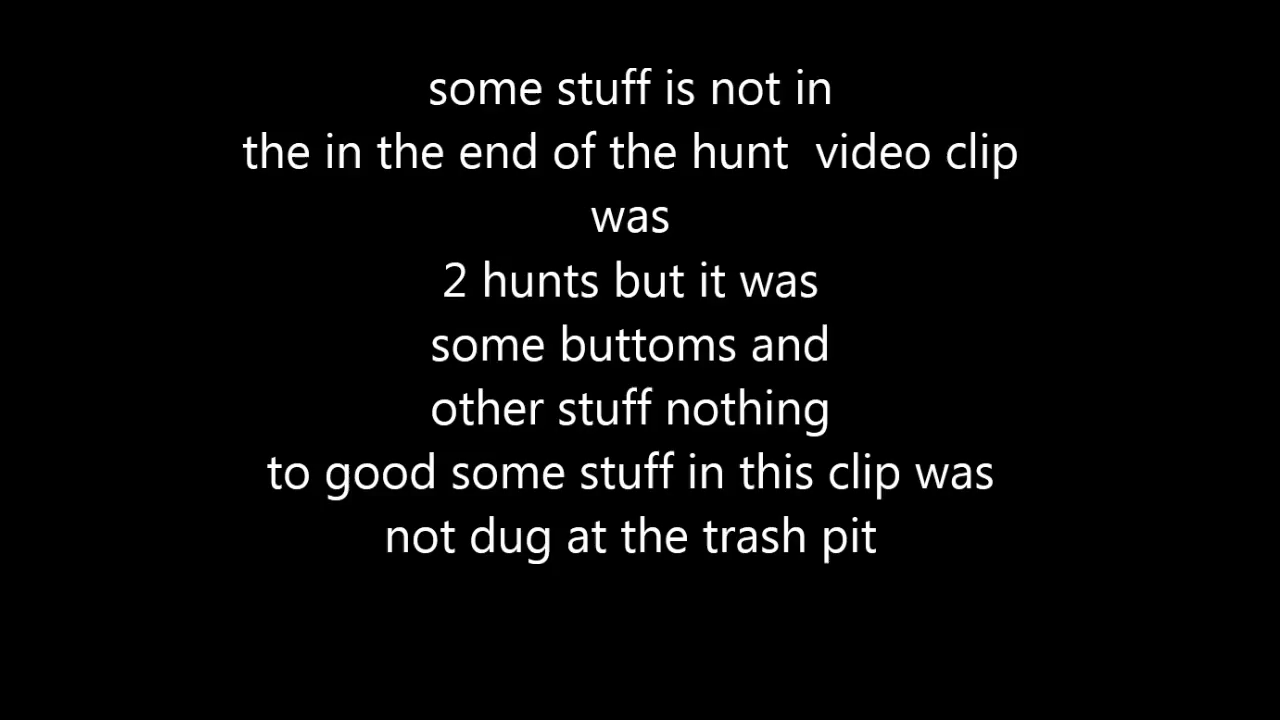 some stuff is not in
the in the end of the hunt  video clip
was
2 hunts but it was
some buttoms and
other stuff nothing
to good some stuff in this clip was
not dug at the trash pit